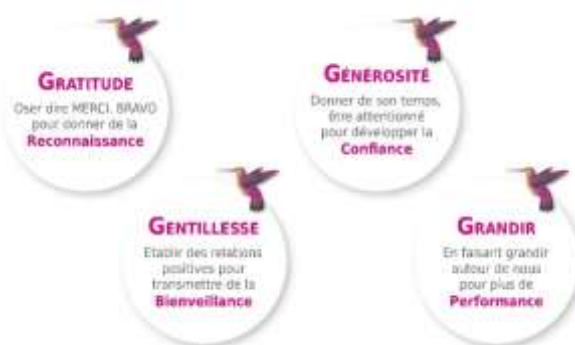 GRATITUDE
Oser dire MERCI, BRAVO
pour donner de la
Reconnaissance
GÉNÉROSITÉ
Donner de son temps,
être attentionné
pour développer la
Confiance
GENTILLESSE
Etablir des relations
positives pour
transmettre de la
Bienveillance
GRANDIR
En faisant grandir
autour de nous
pour plus de
Performance